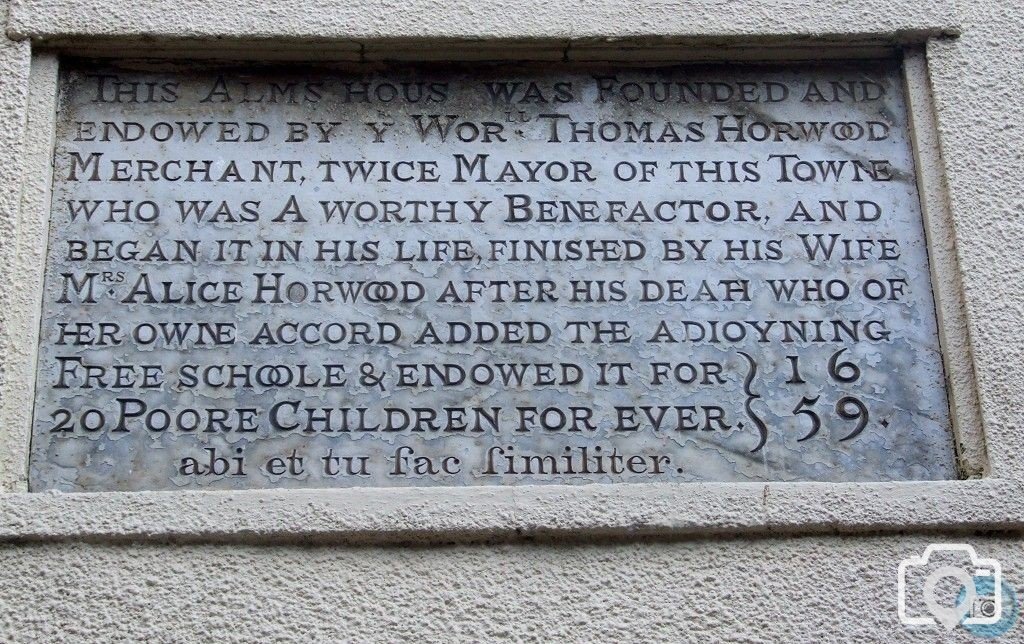 THIS ALMS HOUS WAS FOUNDED AND
ENDOWED BY Y WORLL. THOMAS HORWOOD
MERCHANT, TWICE MAYOR OF THIS TOWNE
WHO WAS A WORTHY BENEFACTOR, AND
BEGAN IT IN HIS LIFE, FINISHED BY HIS WIFE
MRS. ALICE HORWOOD AFTER HIS DEATH WHO OF
HER OWNE ACCORD ADDED THE ADIOYNING
FREE SCHOOLE & ENDOWED IT FOR } 16
20 POORE CHILDREN FOR EVER. } 59.
abi et tu fac ſimiliter.